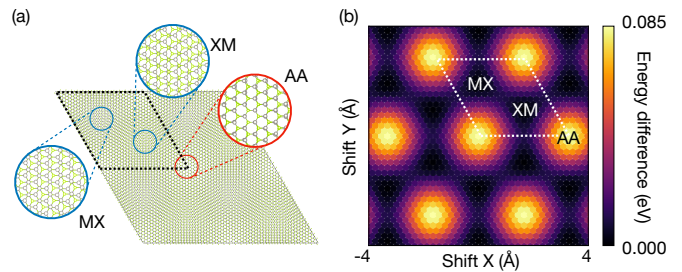 (a)
XM
AA
MX
(b)
MX
XM
AA
Shift Y (Å)
-4
Shift X (Å)
4
0.085
Energy difference (eV)
0.000